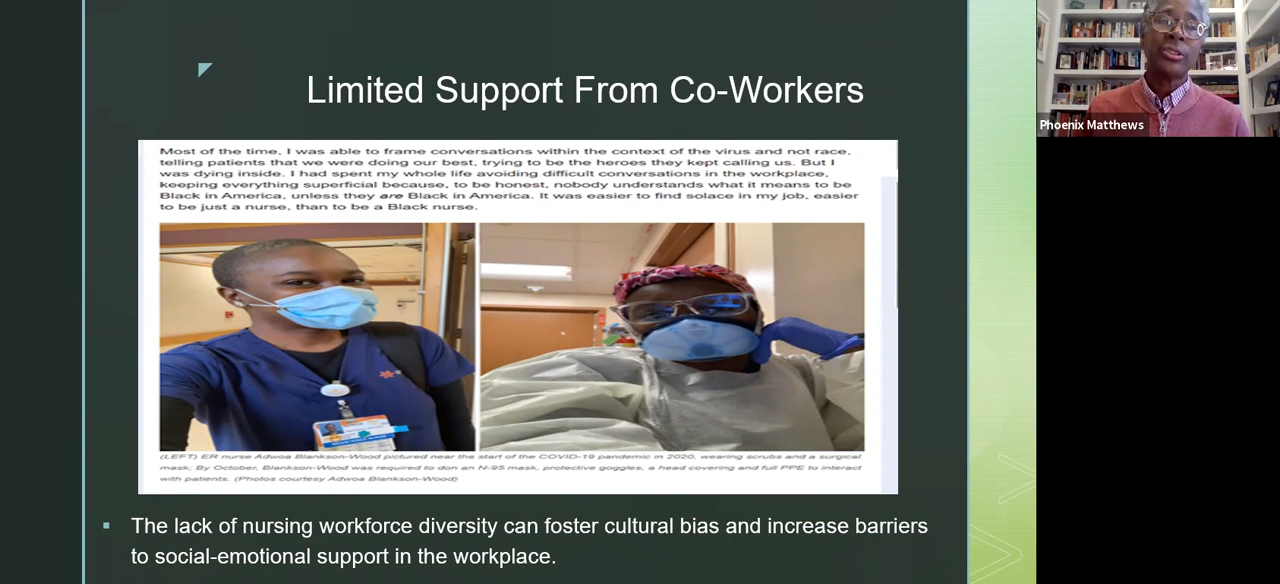 Limited Support From Co-Workers
Most of the time, I was able to frame conversations within the context of the virus and not race,
telling patients that we were doing our best, trying to be the heroes they kept calling us. But I
was dying inside. I had spent my whole life avoiding difficult conversations in the workplace,
keeping everything superficial because, to be honest, nobody understands what it means to be
Black in America, unless they are Black in America. It was easier to find solace in my job, easier
to be just a nurse, than to be a Black nurse.
(LEFT) ER nurse Adwoa Blankson-Wood pictured near the start of the COVID-19 pandemic in 2020, wearing scrubs and a surgical
mask; By October, Blankson-Wood was required to don an N-95 mask, protective goggles, a head covering and full PPE to interact
with patients. (Photos courtesy Adwoa Blankson-Wood)
▪ The lack of nursing workforce diversity can foster cultural bias and increase barriers
to social-emotional support in the workplace.
Phoenix Matthews